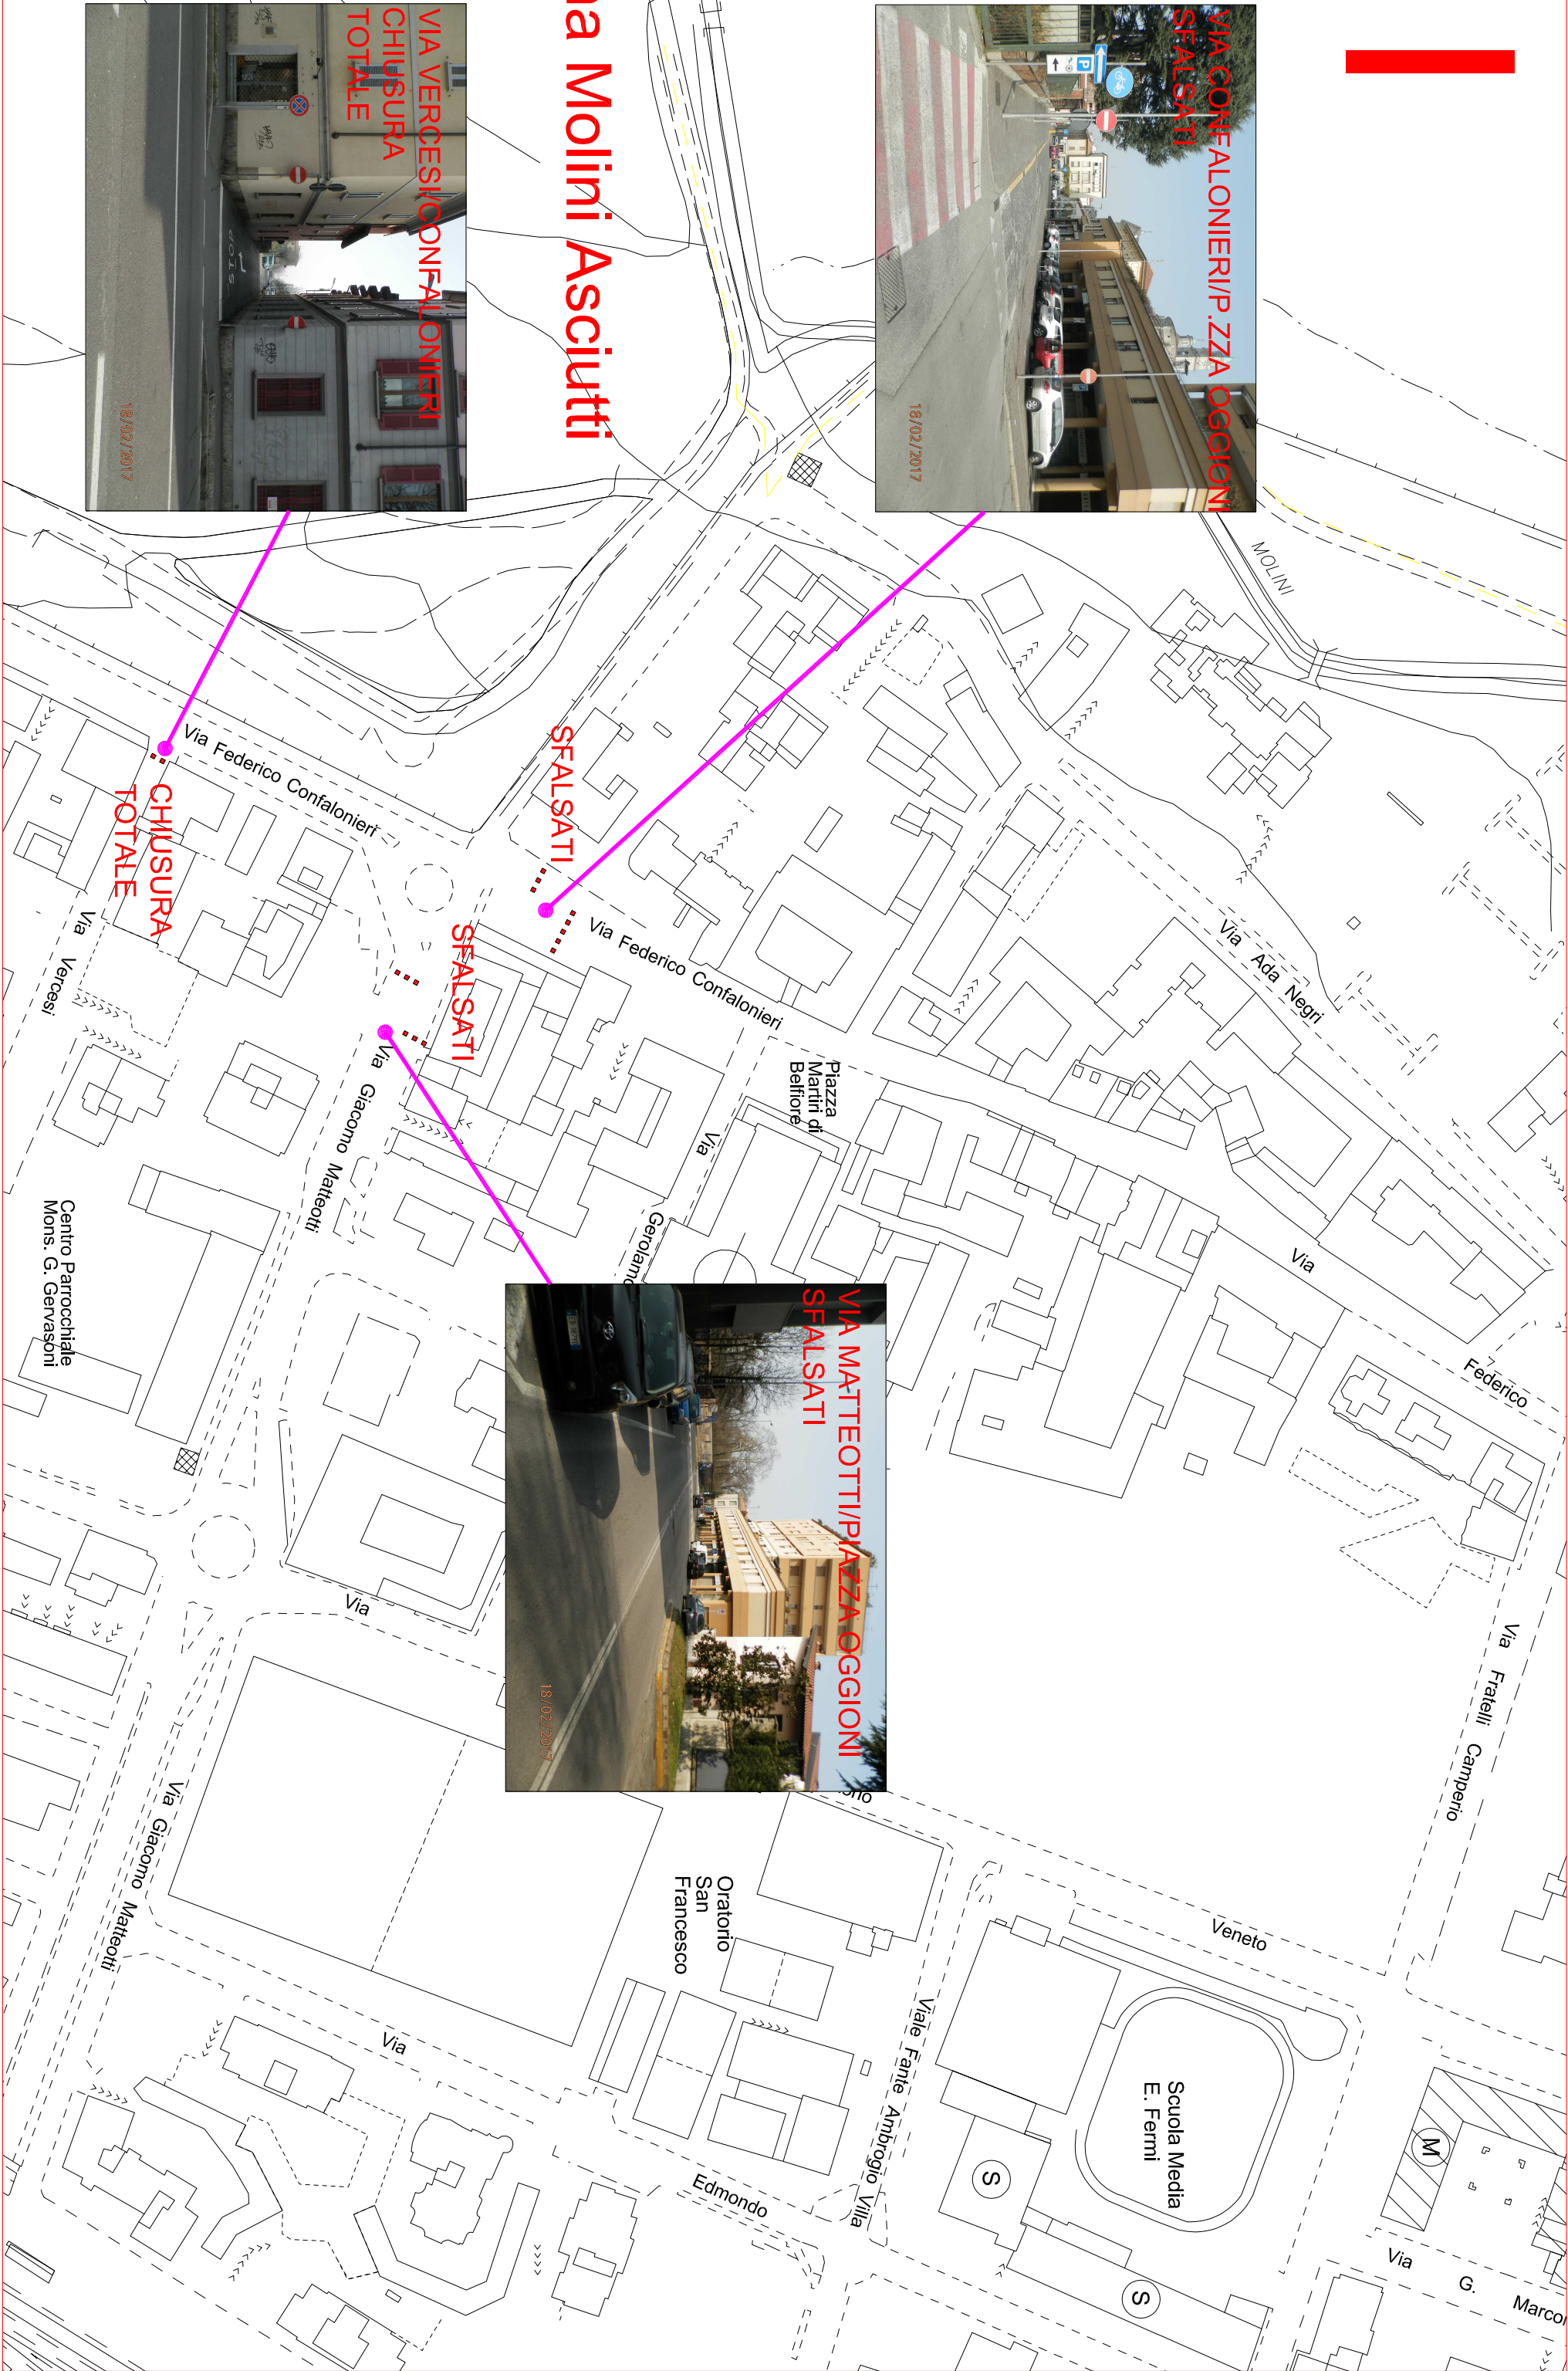 na Molini Asciutti
VIA CONFALONIERI/P.ZZA OGGIONI
SFALSATI
P
18/02/2017
VIA VERCESI/CONFALONIERI
CHIUSURA
TOTALE
STOP
18/02/2017
MOLINI
Via Federico Confalonieri
CHIUSURA
TOTALE
SFALSATI
SFALSATI
Via Federico Confalonieri
Via Vercesi
Via Giacomo Matteotti
Piazza
Martiri di
Belfiore
Via Gerolamo
Via Ada Negri
Via Federico
Centro Parrocchiale
Mons. G. Gervasoni
VIA MATTEOTTI/PIAZZA OGGIONI
SFALSATI
18/02/2017
Via
Via Fratelli Camperio
Via Giacomo Matteotti
Oratorio
San
Francesco
Veneto
Viale Fante Ambrogio Villa
Scuola Media
E. Fermi
M
S
S
Via
Edmondo
Via G. Marco